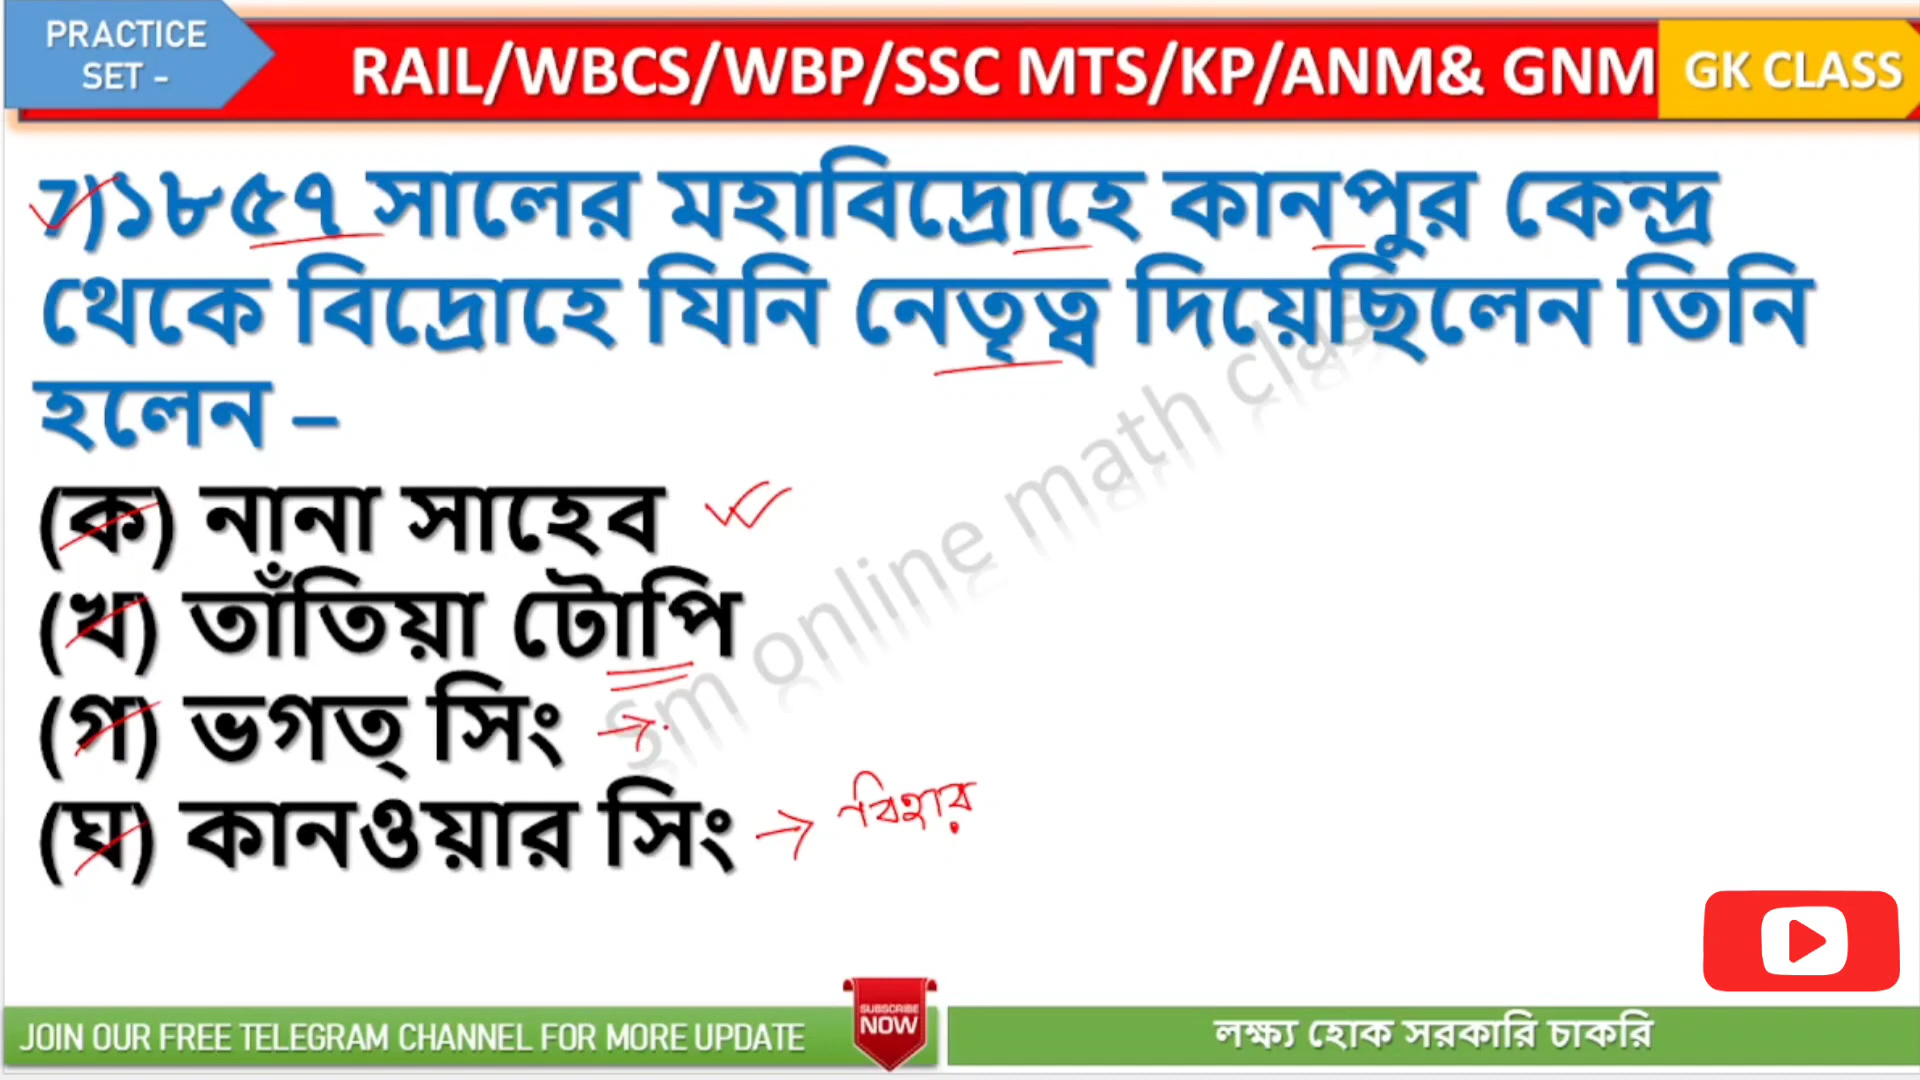 PRACTICE
SET -
RAIL/WBCS/WBP/SSC MTS/KP/ANM& GNM
GK CLASS
7)১৮৫৭ সালের মহাবিদ্রোহে কানপুর কেন্দ্র
থেকে বিদ্রোহে যিনি নেতৃত্ব দিয়েছিলেন তিনি
হলেন –
(ক) নানা সাহেব
(খ) তাঁতিয়া টোপি
(গ) ভগত্ সিং
(ঘ) কানওয়ার সিং → বিহার
sm online math class
JOIN OUR FREE TELEGRAM CHANNEL FOR MORE UPDATE
SUBSCRIBE
NOW
লক্ষ্য হোক সরকারি চাকরি